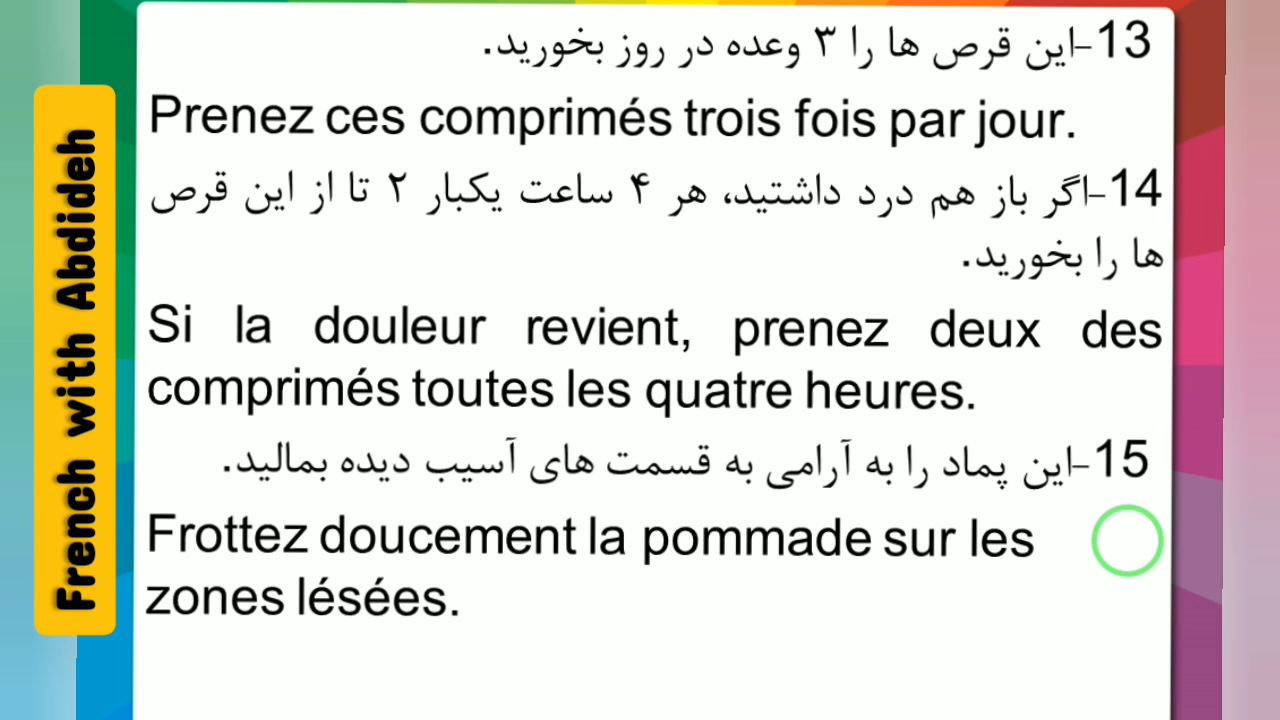 French with Abdideh
13-این قرص ها را ۳ وعده در روز بخورید.
Prenez ces comprimés trois fois par jour.
14-اگر باز هم درد داشتید، هر ۴ ساعت یکبار ۲ تا از این قرص
ها را بخورید.
Si la douleur revient, prenez deux des
comprimés toutes les quatre heures.
15-این پماد را به آرامی به قسمت های آسیب دیده بمالید.
Frottez doucement la pommade sur les
zones lésées.